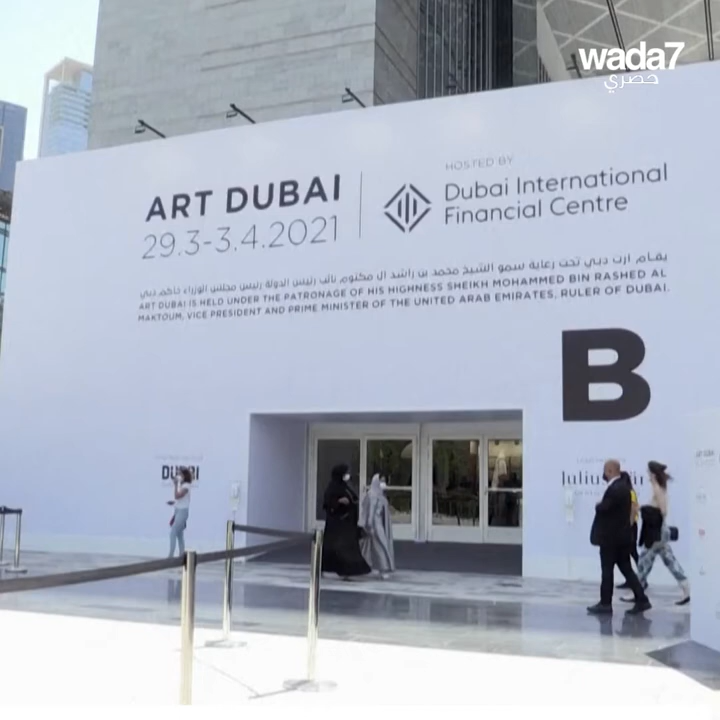 wada7
حصري
HOSTED BY
ART DUBAI
29.3-3.4.2021
Dubai International
Financial Centre
يقام آرت دبي تحت رعاية سمو الشيخ محمد بن راشد آل مكتوم نائب رئيس الدولة رئيس مجلس الوزراء حاكم دبي
ART DUBAI IS HELD UNDER THE PATRONAGE OF HIS HIGHNESS SHEIKH MOHAMMED BIN RASHED AL
MAKTOUM, VICE PRESIDENT AND PRIME MINISTER OF THE UNITED ARAB EMIRATES, RULER OF DUBAI.
B
ART DUBAI
DUBAI